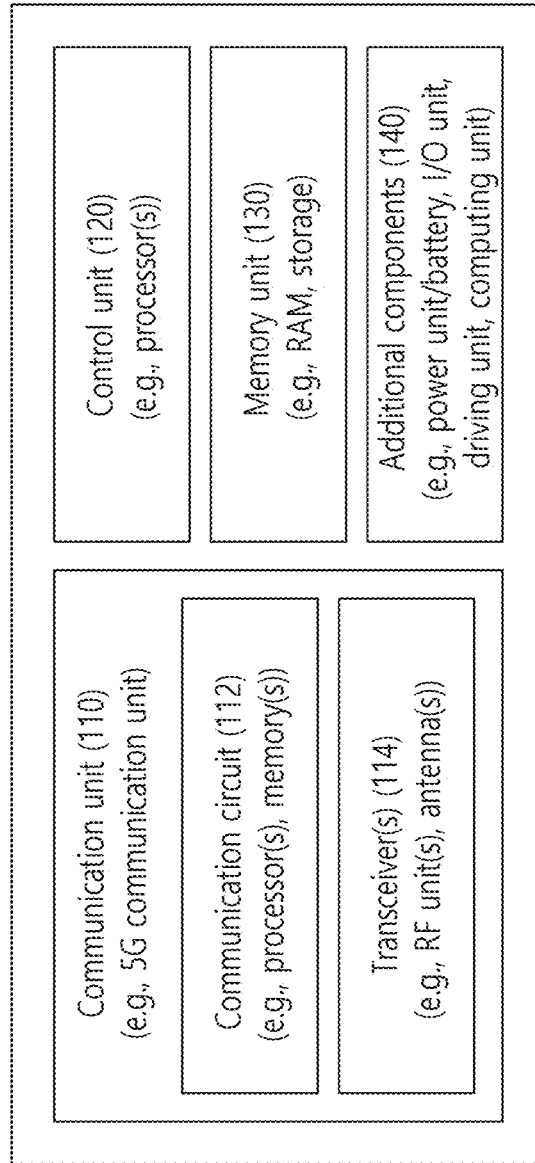 Communication unit (110)
(e.g., 5G communication unit)
Communication circuit (112)
(e.g., processor(s), memory(s))
Transceiver(s) (114)
(e.g., RF unit(s), antenna(s))
Control unit (120)
(e.g., processor(s))
Memory unit (130)
(e.g., RAM, storage)
Additional components (140)
(e.g., power unit/battery, I/O unit,
driving unit, computing unit)